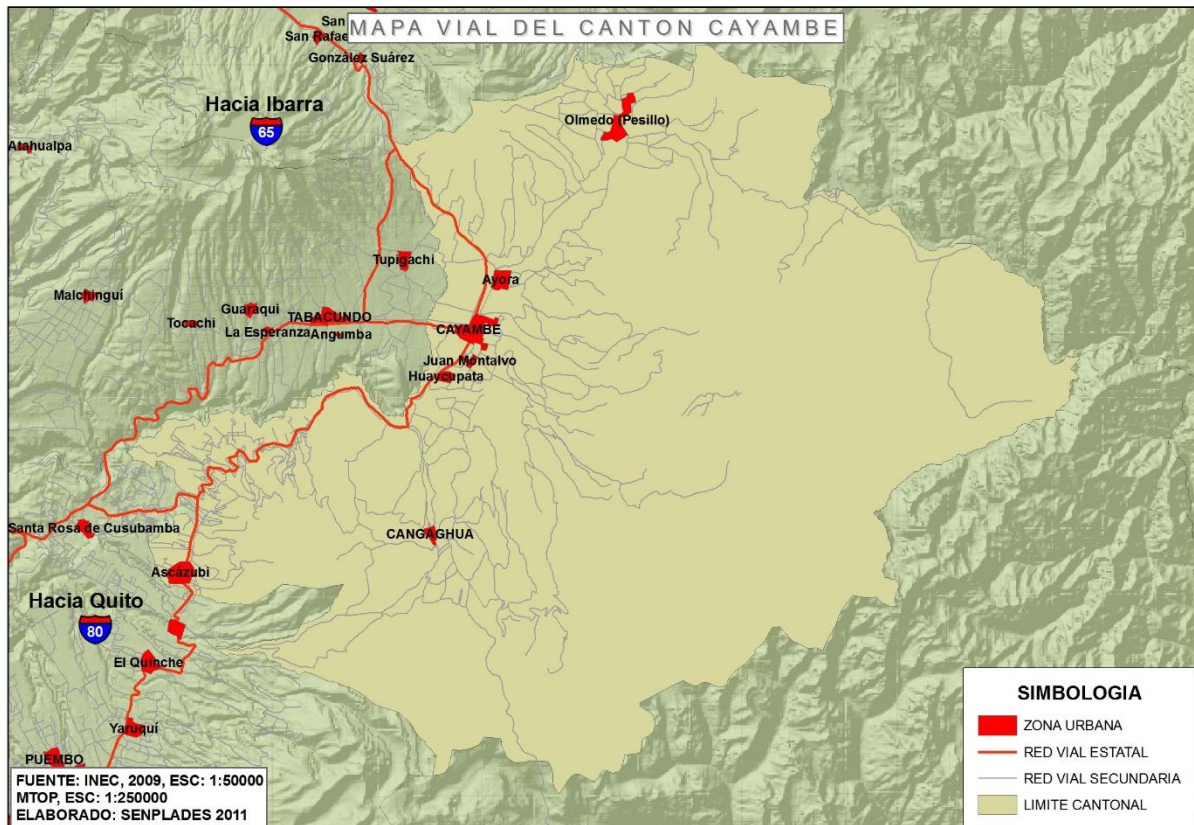 MAPA VIAL DEL CANTON CAYAMBE
San
San Rafae
González Suárez
Hacia Ibarra
65
Olmedo (Pesillo)
Atahualpa
Tupigachi
Ayora
Malchinguí
Guaraqui
Tocachi
TABACUNDO
La Esperanza
Angumba
CAYAMBE
Juan Montalvo
Huaycupata
Santa Rosa de Cusubamba
CANGAGHUA
Ascazubi
Hacia Quito
80
El Quinche
Yaruquí
PUEMBO
FUENTE: INEC, 2009, ESC: 1:50000
MTOP, ESC: 1:250000
ELABORADO: SENPLADES 2011
SIMBOLOGIA
ZONA URBANA
RED VIAL ESTATAL
RED VIAL SECUNDARIA
LIMITE CANTONAL